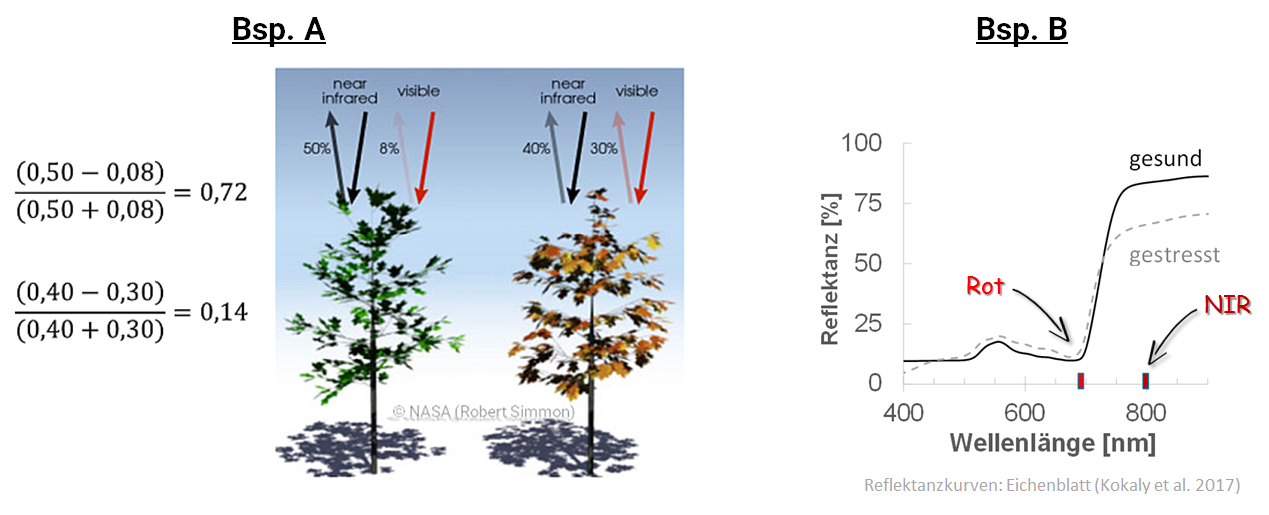 Bsp. A
(0,50 − 0,08)
(0,50 + 0,08)
= 0,72
(0,40 − 0,30)
(0,40 + 0,30)
= 0,14
near
infrared
visible
50%
8%
near
infrared
visible
40%
30%
© NASA (Robert Simmon)
Bsp. B
Reflektanz [%]
100
75
50
25
0
gesund
gestresst
Rot
NIR
400
600
800
Wellenlänge [nm]
Reflektanzkurven: Eichenblatt (Kokaly et al. 2017)